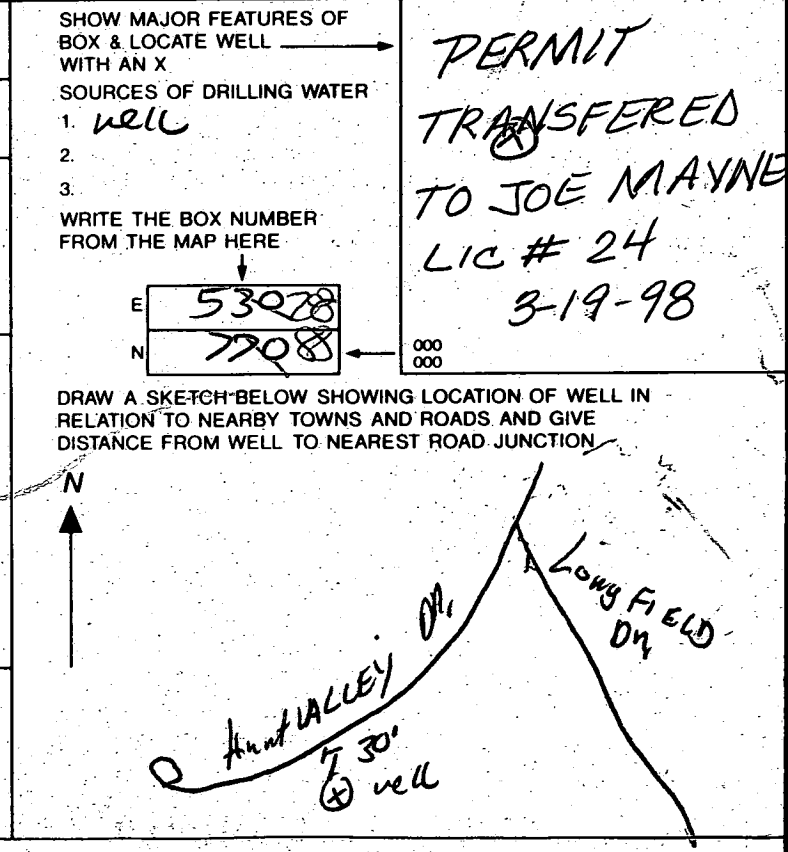 SHOW MAJOR FEATURES OF
BOX & LOCATE WELL
WITH AN X
SOURCES OF DRILLING WATER
1. well
2.
3.
WRITE THE BOX NUMBER
FROM THE MAP HERE
E 53078
N 7708
000
000
PERMIT
TRANSFERED
X
TO JOE MAYNE
LIC # 24
3-19-98
DRAW A SKETCH BELOW SHOWING LOCATION OF WELL IN
RELATION TO NEARBY TOWNS AND ROADS AND GIVE
DISTANCE FROM WELL TO NEAREST ROAD JUNCTION
N
Hunt VALLEY Dr,
Long FIELD
Dr,
30'
X well